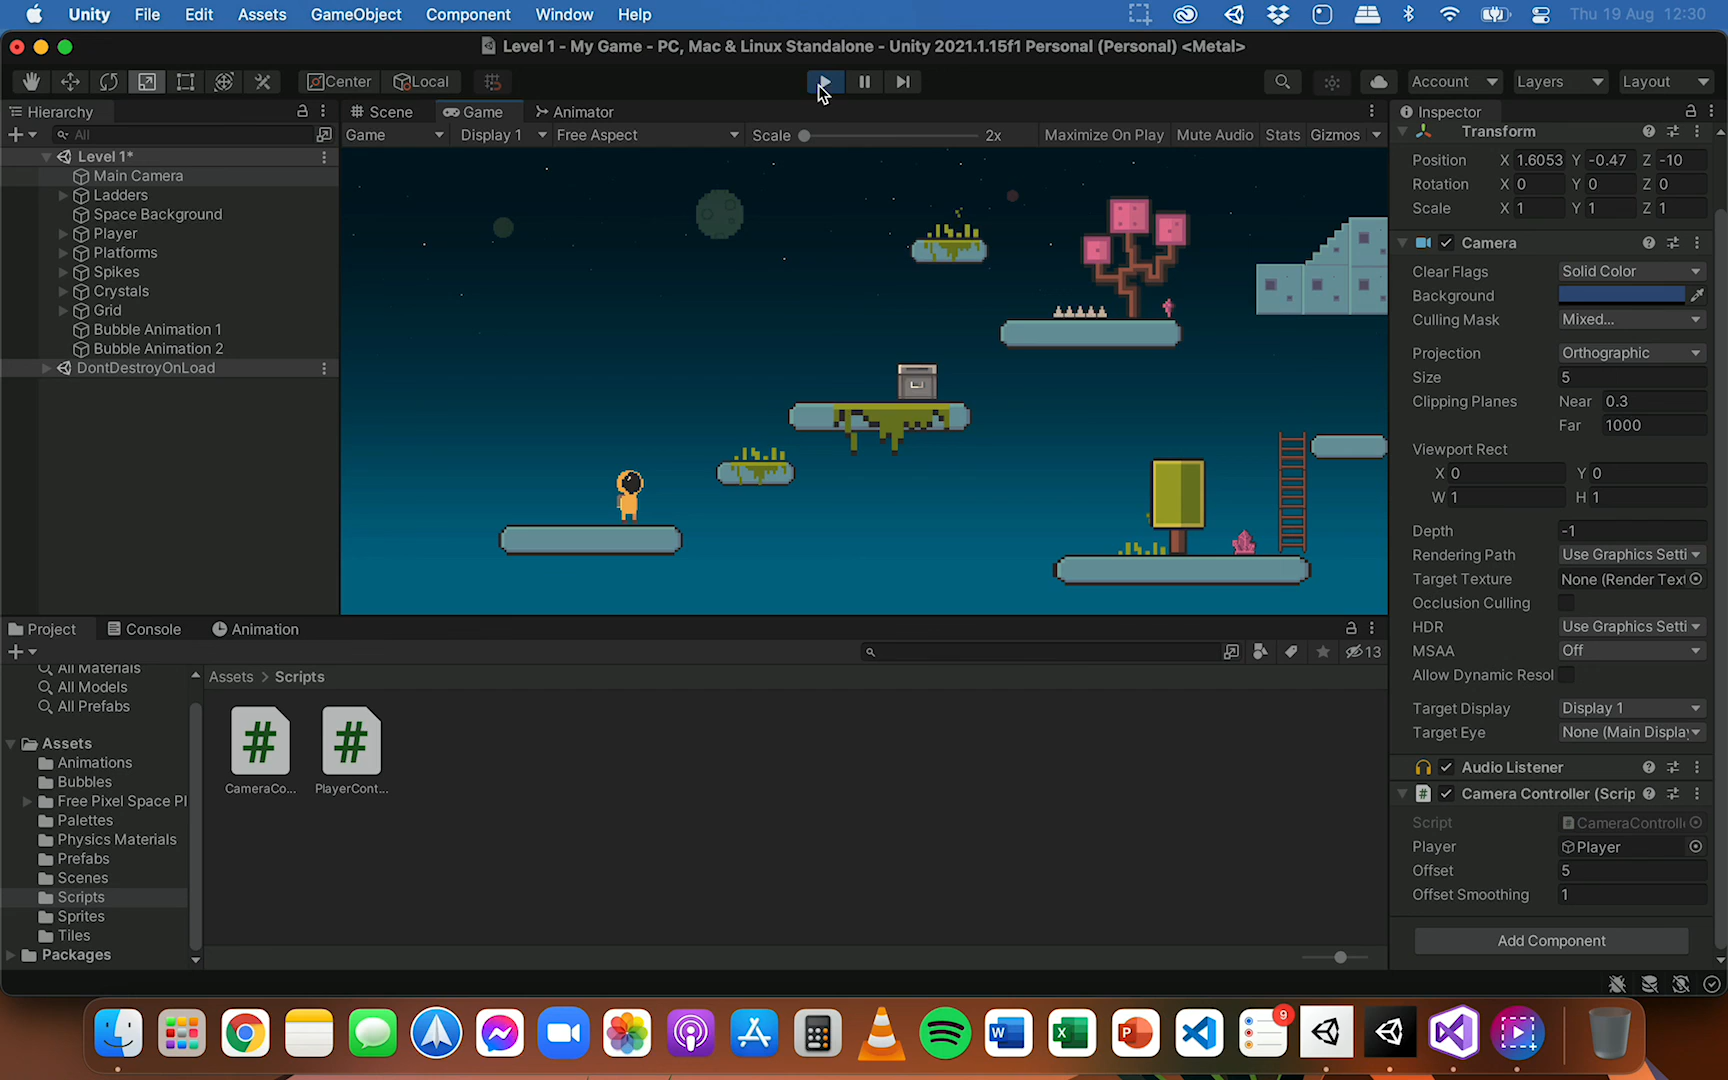 Unity File Edit Assets GameObject Component Window Help Thu 19 Aug 12:30
Level 1 - My Game - PC, Mac & Linux Standalone - Unity 2021.1.15f1 Personal (Personal) <Metal>
Center Local Account Layers Layout
Hierarchy
All
Level 1*
Main Camera
Ladders
Space Background
Player
Platforms
Spikes
Crystals
Grid
Bubble Animation 1
Bubble Animation 2
DontDestroyOnLoad
Scene Game Animator
Game Display 1 Free Aspect Scale 2x Maximize On Play Mute Audio Stats Gizmos
Inspector
Transform
Position X 1.6053 Y -0.47 Z -10
Rotation X 0 Y 0 Z 0
Scale X 1 Y 1 Z 1
Camera
Clear Flags Solid Color
Background
Culling Mask Mixed...
Projection Orthographic
Size 5
Clipping Planes Near 0.3
Far 1000
Viewport Rect
X 0 Y 0
W 1 H 1
Depth -1
Rendering Path Use Graphics Setti
Target Texture None (Render Text
Occlusion Culling
HDR Use Graphics Setti
MSAA Off
Allow Dynamic Resol
Target Display Display 1
Target Eye None (Main Display
Audio Listener
Camera Controller (Scrip
Script CameraControlle
Player Player
Offset 5
Offset Smoothing 1
Add Component
Project Console Animation
13
All Materials
All Models
All Prefabs
Assets
Animations
Bubbles
Free Pixel Space Pl
Palettes
Physics Materials
Prefabs
Scenes
Scripts
Sprites
Tiles
Packages
Assets > Scripts
CameraCo... PlayerCont...
9